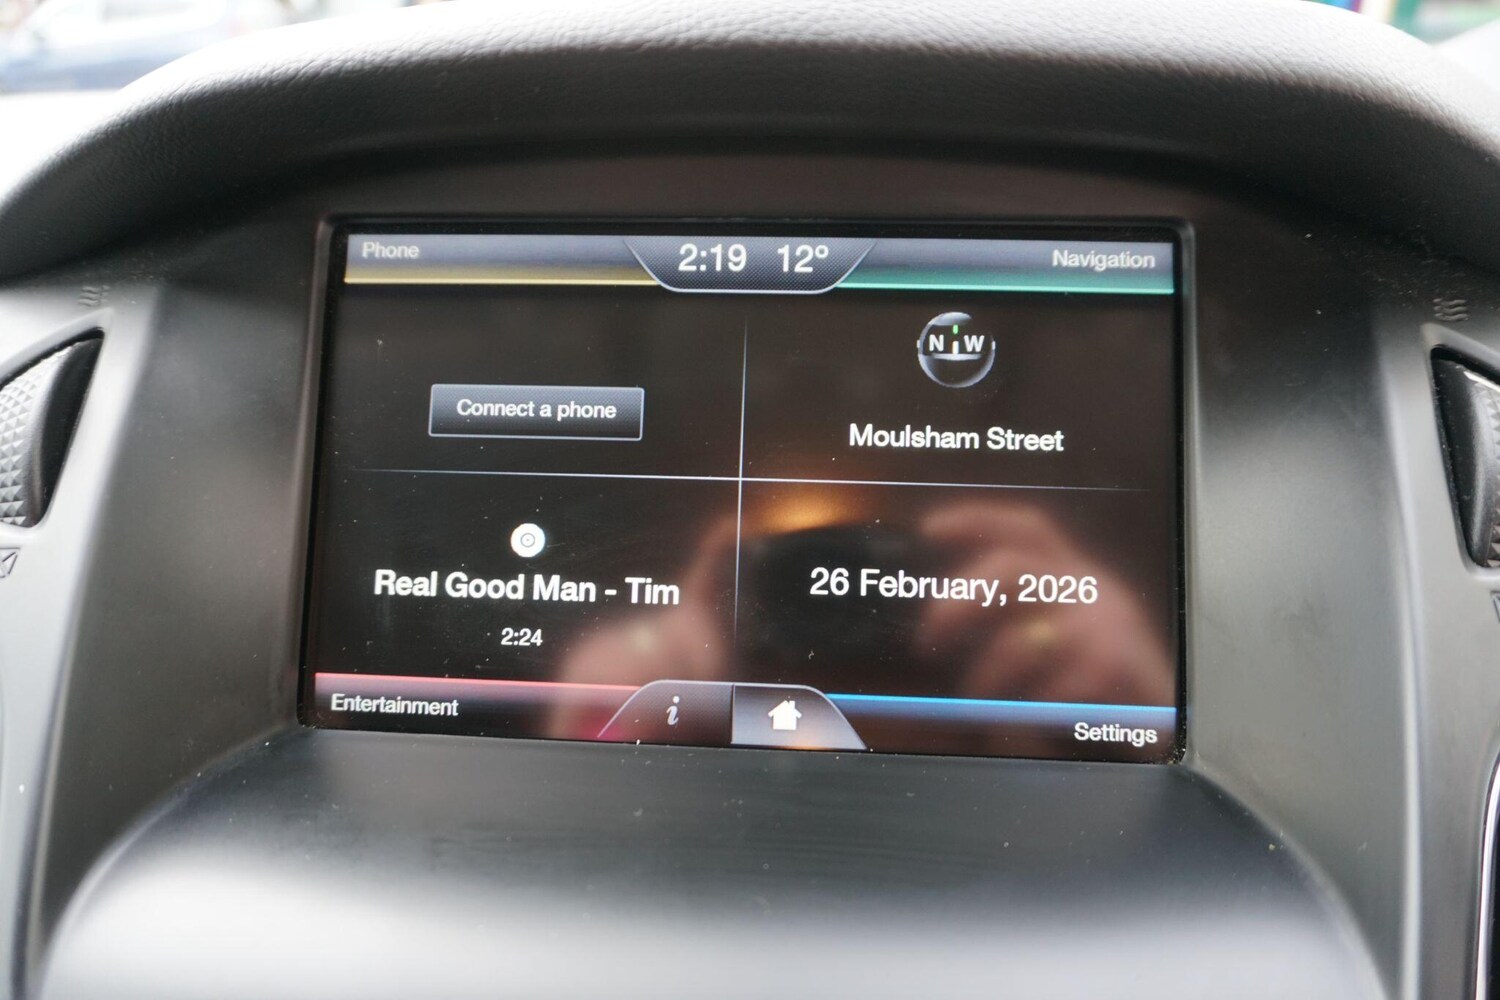 Phone
2:19 12°
Navigation
N W
Connect a phone
Moulsham Street
Real Good Man - Tim
2:24
26 February, 2026
Entertainment
i
Settings